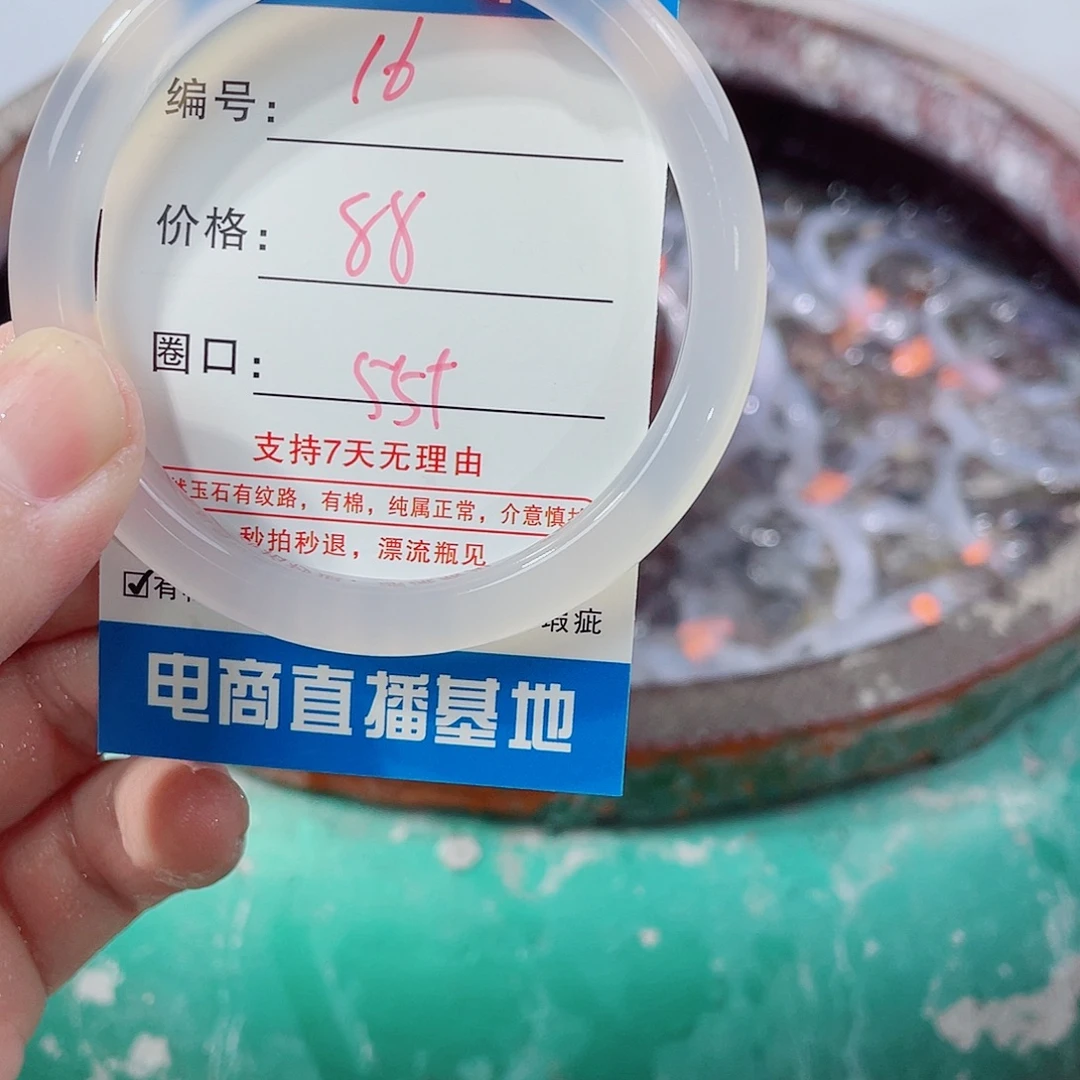 编号: 16
价格: 88
圈口: 55+
支持7天无理由
玉石有纹路，有棉，纯属正常，介意慎
秒拍秒退，漂流瓶见
☑有
瑕疵
电商直播基地